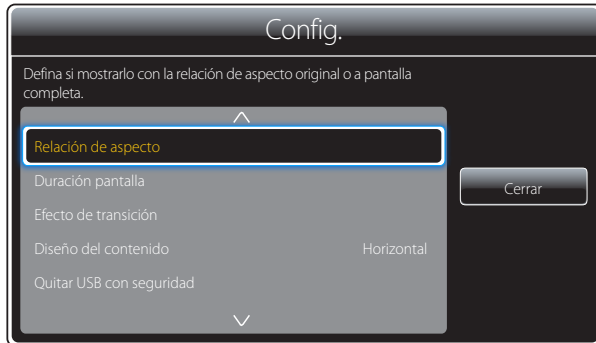 Config.
Defina si mostrarlo con la relación de aspecto original o a pantalla
completa.
Relación de aspecto
Duración pantalla
Cerrar
Efecto de transición
Diseño del contenido Horizontal
Quitar USB con seguridad